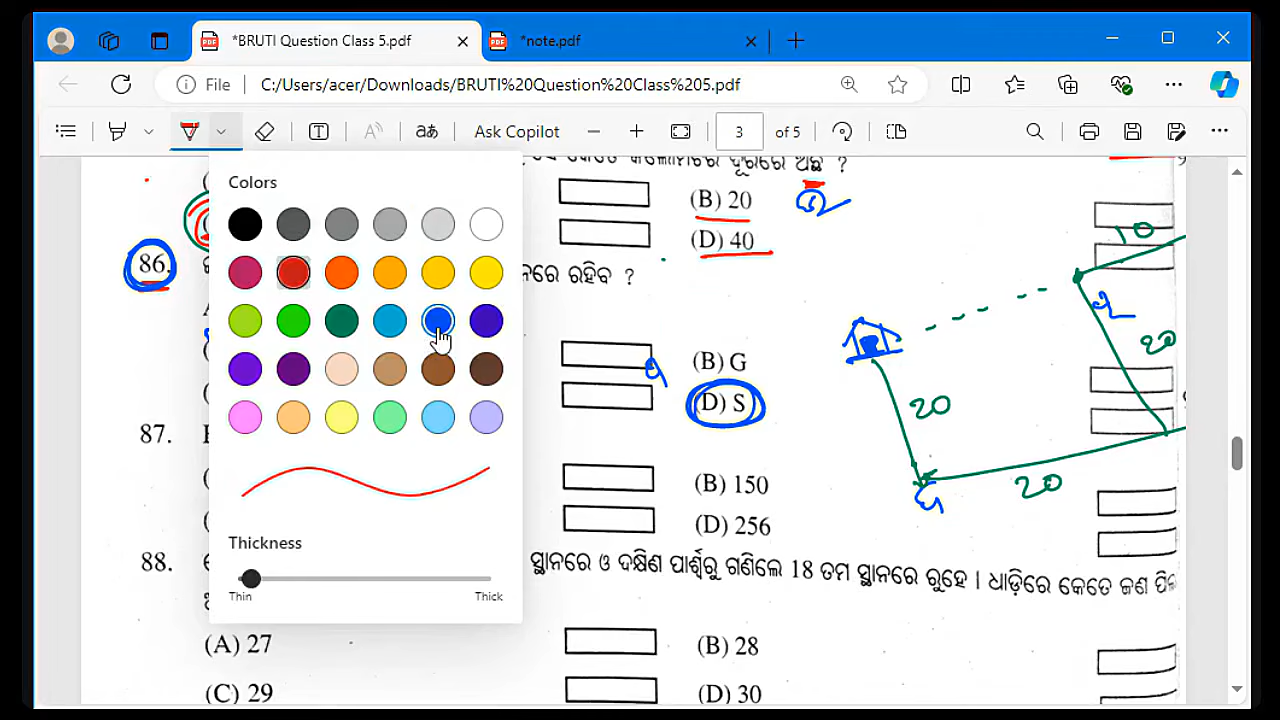 *BRUTI Question Class 5.pdf
*note.pdf
File
C:/Users/acer/Downloads/BRUTI%20Question%20Class%205.pdf
Ask Copilot
3 of 5
Colors
Thickness
Thin Thick
ଦୂରରେ ଅଛି ?
(B) 20
(D) 40
10
86.
ରହିବ ?
(B) G
(D) S
20
20
20
87.
(B) 150
(D) 256
88.
ସ୍ଥାନରେ ଓ ଦକ୍ଷିଣ ପାର୍ଶ୍ୱରୁ ଗଣିଲେ 18 ତମ ସ୍ଥାନରେ ରୁହେ । ଧାଡ଼ିରେ କେତେ ଜଣ
(A) 27
(B) 28
(C) 29
(D) 30